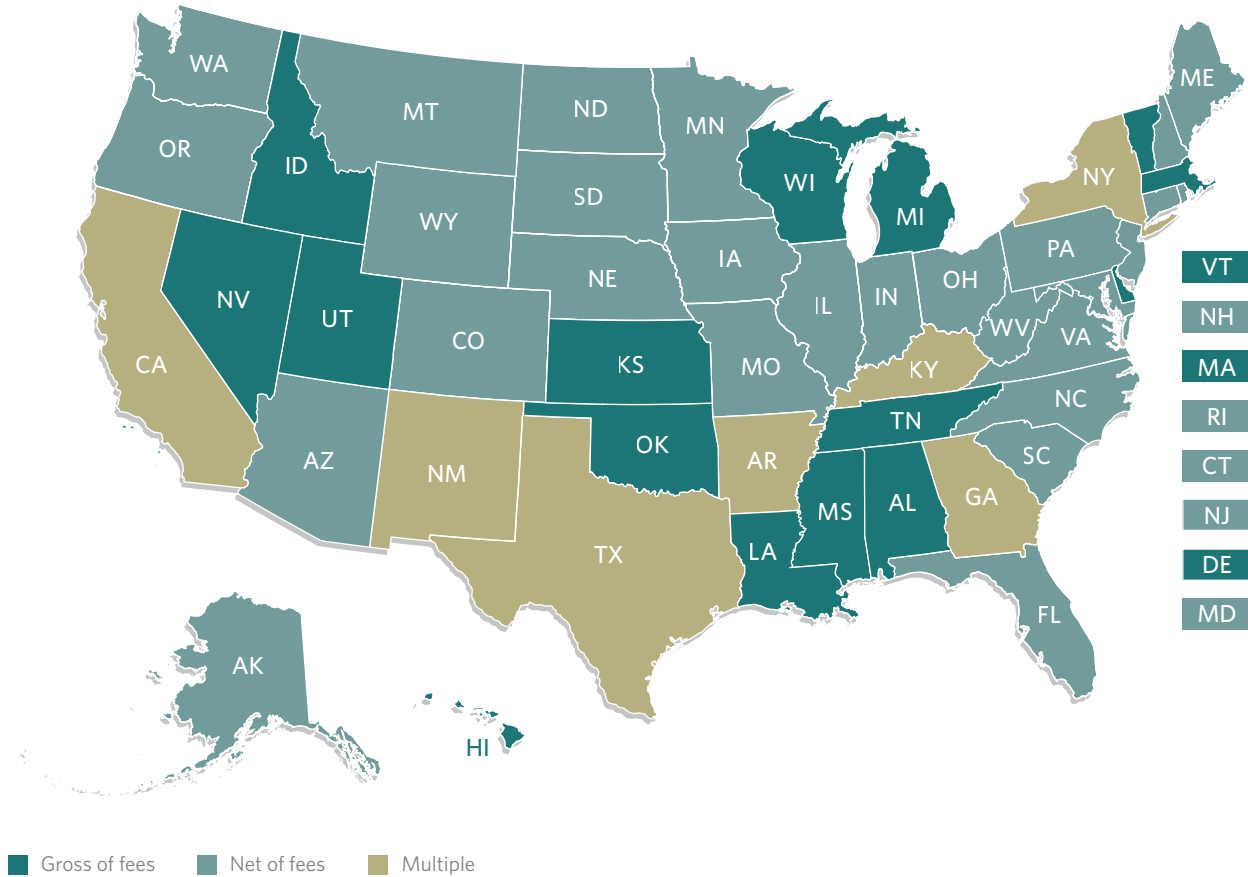 WA
MT
ND
MN
ME
OR
ID
SD
WI
NY
WY
MI
IA
PA
NE
OH
VT
NV
UT
IL
IN
NH
CO
WV
VA
CA
KS
MO
KY
MA
NC
TN
RI
AZ
NM
OK
AR
SC
CT
GA
MS
AL
NJ
TX
LA
DE
FL
MD
AK
HI
Gross of fees
Net of fees
Multiple